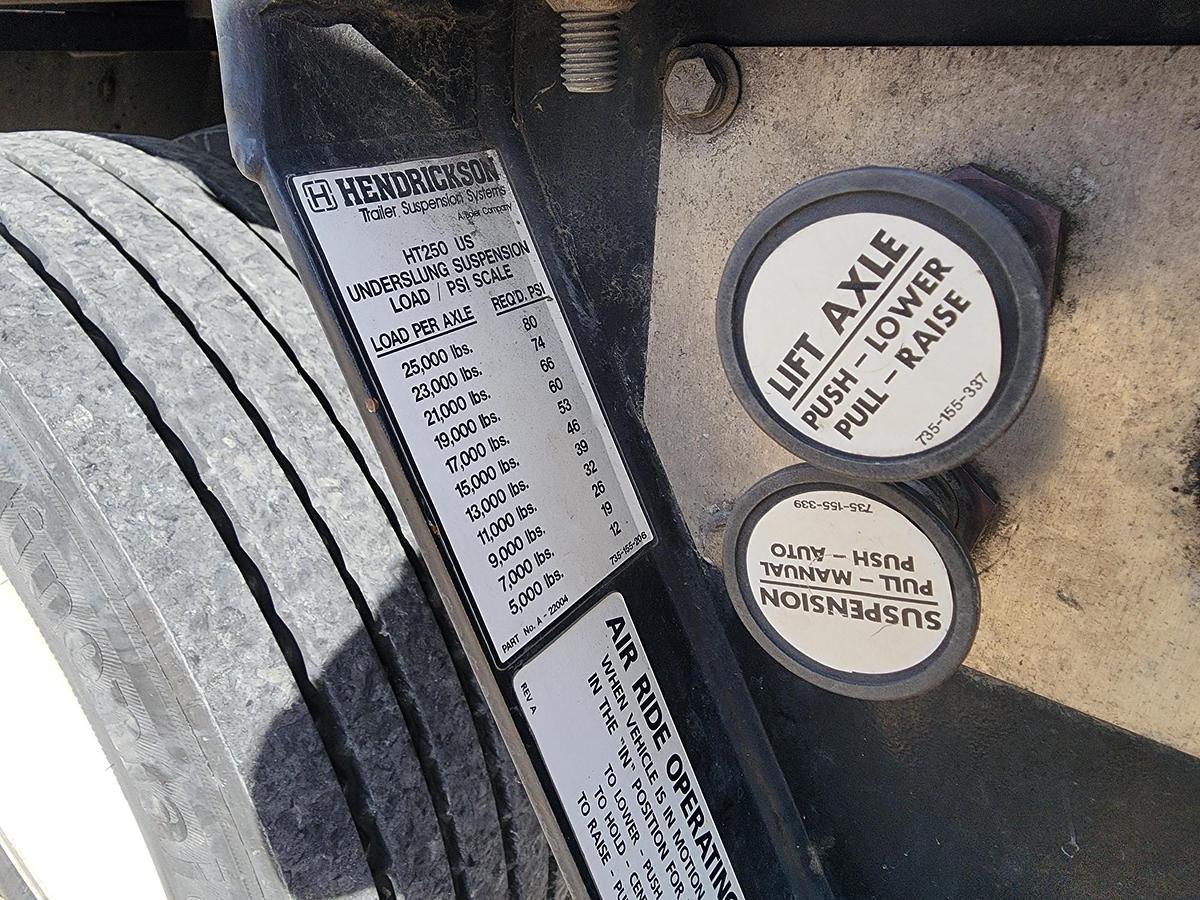 H HENDRICKSON
Trailer Suspension Systems
A Boler Company
HT250 US
UNDERSLUNG SUSPENSION
LOAD / PSI SCALE
LOAD PER AXLE REQ'D. PSI
25,000 lbs. 80
23,000 lbs. 74
21,000 lbs. 66
19,000 lbs. 60
17,000 lbs. 53
15,000 lbs. 46
13,000 lbs. 39
11,000 lbs. 32
9,000 lbs. 26
7,000 lbs. 19
5,000 lbs. 12
PART No. A - 22004 735-155-206
REV A
AIR RIDE OPERATING
WHEN VEHICLE IS IN MOTION
IN THE "IN" POSITION FOR
TO LOWER - PUSH
TO HOLD - CEN
TO RAISE - PU
LIFT AXLE
PUSH - LOWER
PULL - RAISE
735-155-337
SUSPENSION
PULL - MANUAL
PUSH - AUTO
735-155-339